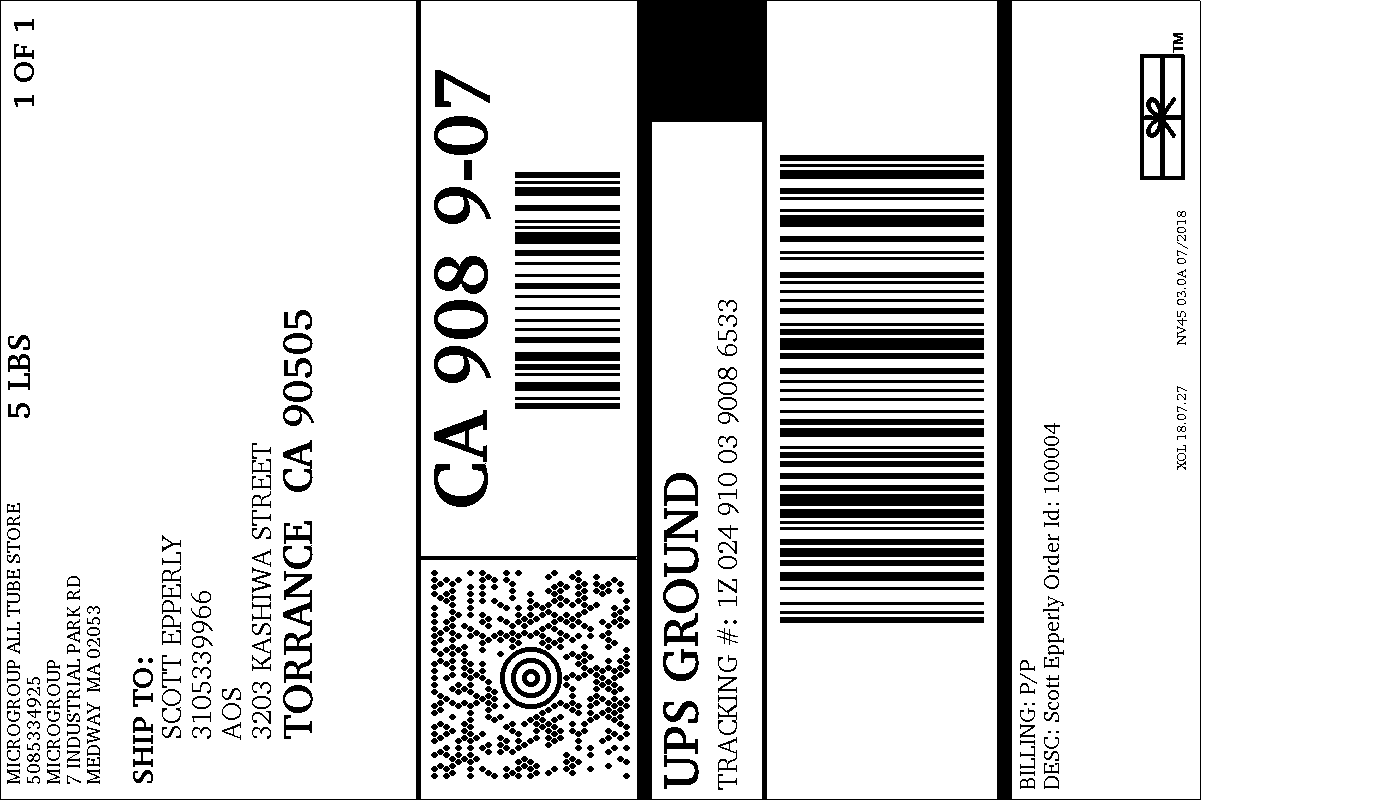 MICROGROUP ALL TUBE STORE
5085334925
MICROGROUP
7 INDUSTRIAL PARK RD
MEDWAY MA 02053
5 LBS
1 OF 1
SHIP TO:
SCOTT EPPERLY
3105339966
AOS
3203 KASHIWA STREET
TORRANCE CA 90505
CA 908 9-07
UPS GROUND
TRACKING #: 1Z 024 910 03 9008 6533
BILLING: P/P
DESC: Scott Epperly Order Id: 100004
XOL 18.07.27
NV45 03.0A 07/2018
TM